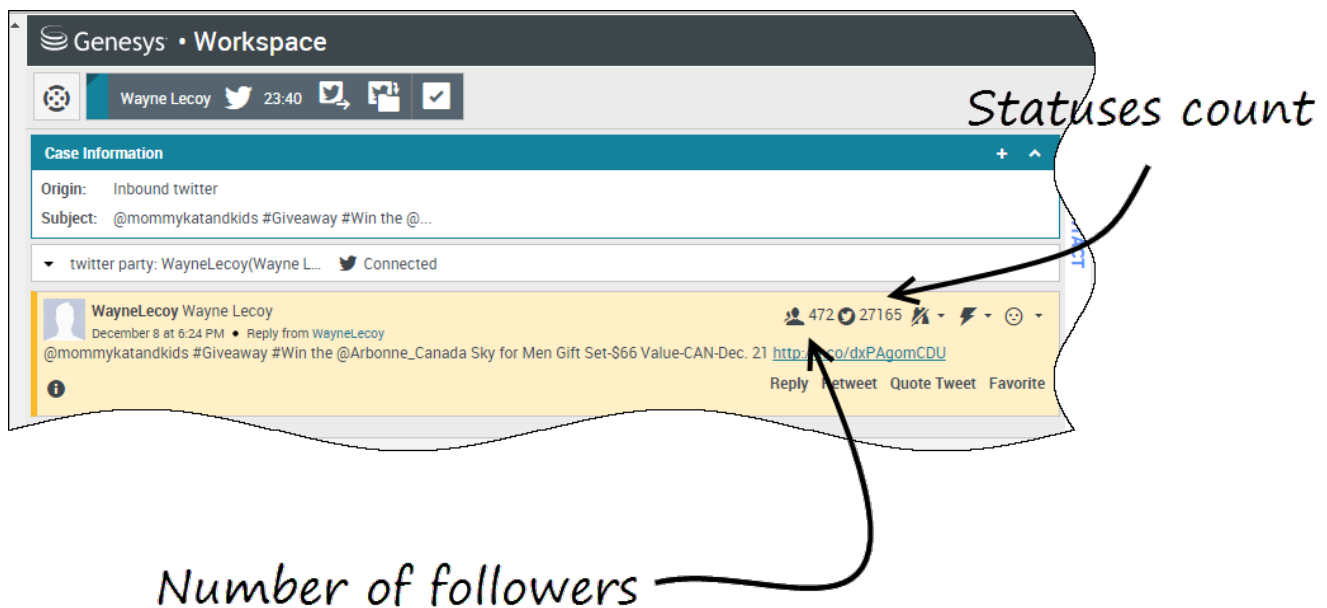 Genesys • Workspace
Wayne Lecoy 23:40
Statuses count
Case Information
Origin: Inbound twitter
Subject: @mommykatandkids #Giveaway #Win the @...
twitter party: WayneLecoy(Wayne L... Connected
WayneLecoy Wayne Lecoy 472 27165
December 8 at 6:24 PM • Reply from WayneLecoy
@mommykatandkids #Giveaway #Win the @Arbonne_Canada Sky for Men Gift Set-$66 Value-CAN-Dec. 21
Reply Retweet Quote Tweet Favorite
Number of followers